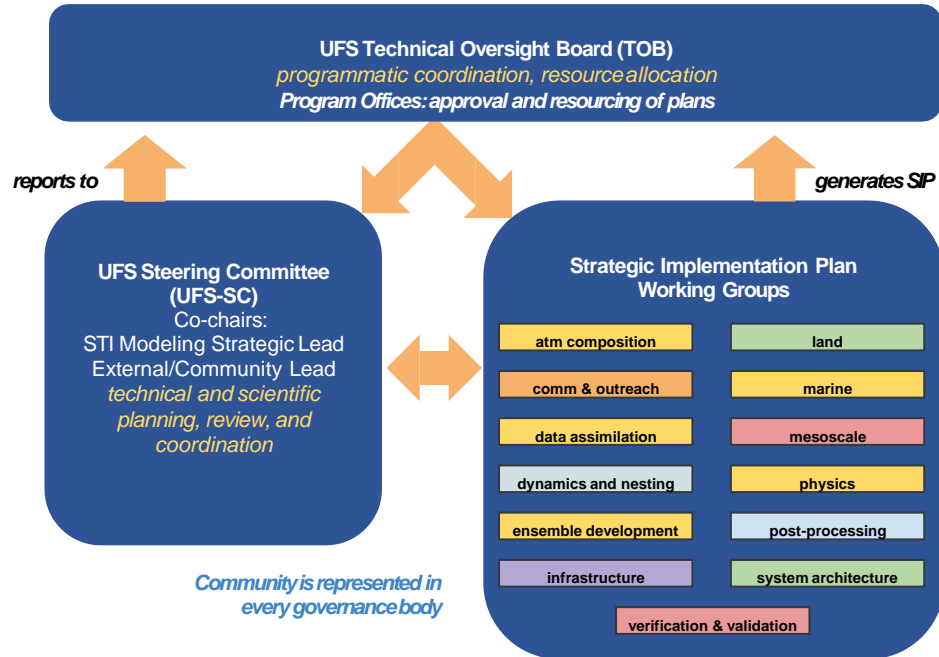 UFS Technical Oversight Board (TOB)
programmatic coordination, resource allocation
Program Offices: approval and resourcing of plans
reports to
generates SIP
UFS Steering Committee
(UFS-SC)
Co-chairs:
STI Modeling Strategic Lead
External/Community Lead
technical and scientific
planning, review, and
coordination
Strategic Implementation Plan
Working Groups
atm composition
land
comm & outreach
marine
data assimilation
mesoscale
dynamics and nesting
physics
ensemble development
post-processing
infrastructure
system architecture
verification & validation
Community is represented in
every governance body